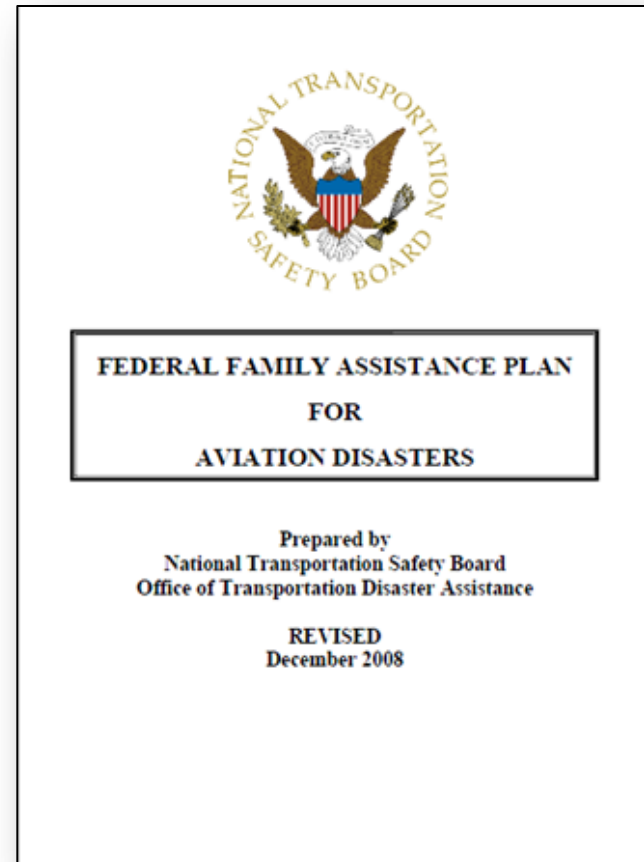 NATIONAL TRANSPORTATION
SAFETY BOARD
FEDERAL FAMILY ASSISTANCE PLAN
FOR
AVIATION DISASTERS
Prepared by
National Transportation Safety Board
Office of Transportation Disaster Assistance
REVISED
December 2008